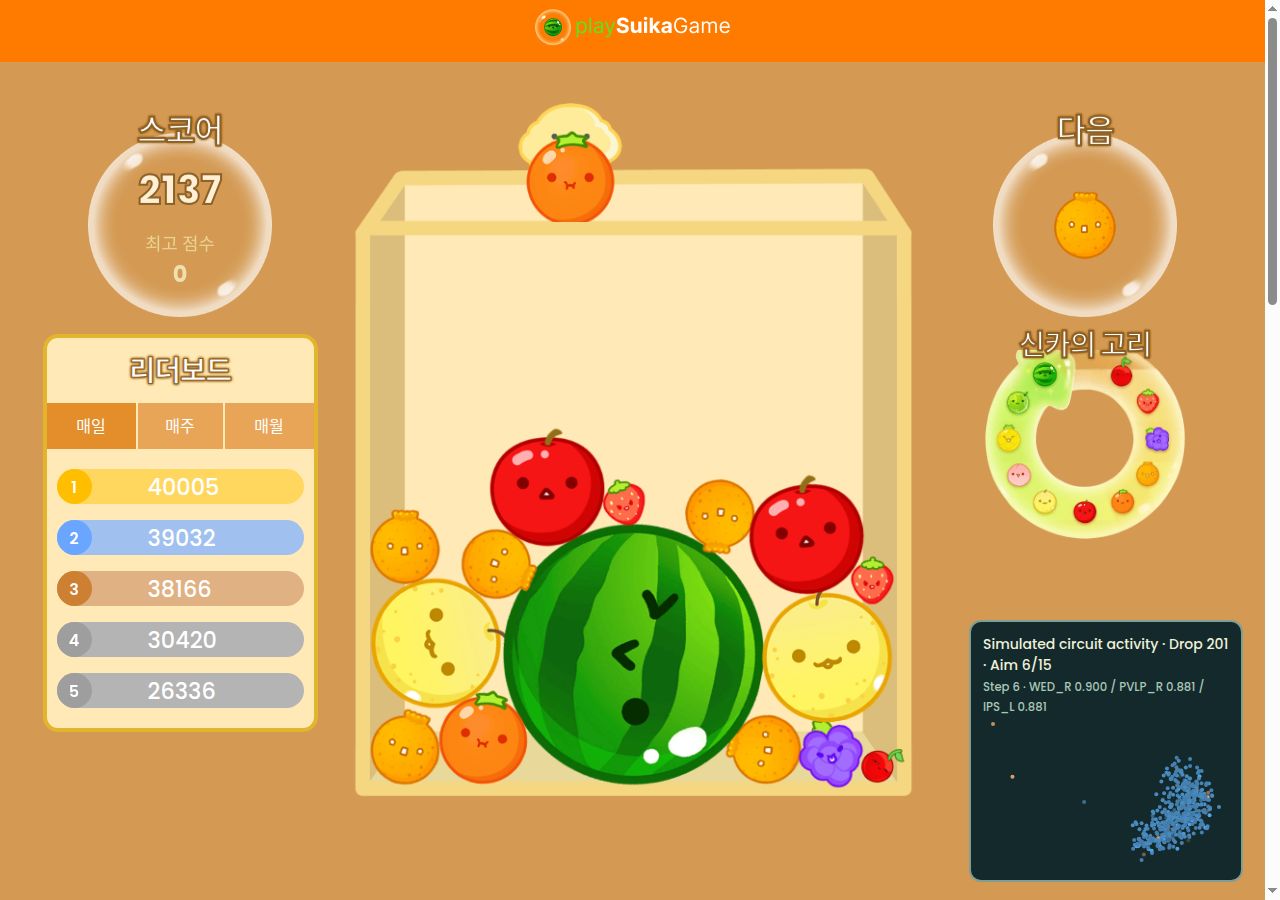 playSuikaGame
스코어
2137
최고 점수
0
리더보드
매일 매주 매월
1 40005
2 39032
3 38166
4 30420
5 26336
다음
신카의 고리
Simulated circuit activity · Drop 201
· Aim 6/15
Step 6 · WED_R 0.900 / PVLP_R 0.881 /
IPS_L 0.881